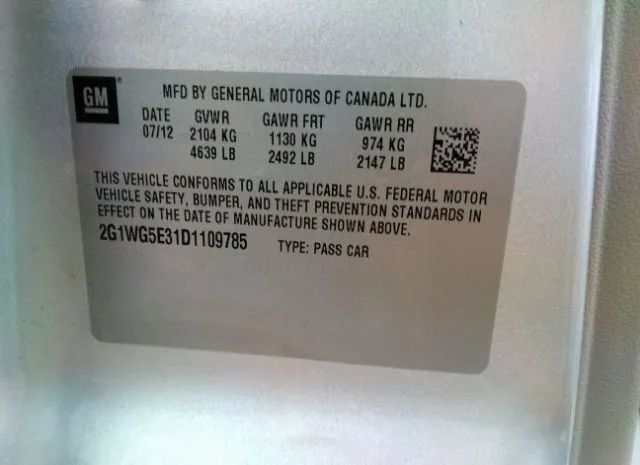 GM
MFD BY GENERAL MOTORS OF CANADA LTD.
DATE GVWR GAWR FRT GAWR RR
07/12 2104 KG 1130 KG 974 KG
4639 LB 2492 LB 2147 LB
THIS VEHICLE CONFORMS TO ALL APPLICABLE U.S. FEDERAL MOTOR
VEHICLE SAFETY, BUMPER, AND THEFT PREVENTION STANDARDS IN
EFFECT ON THE DATE OF MANUFACTURE SHOWN ABOVE.
2G1WG5E31D1109785 TYPE: PASS CAR